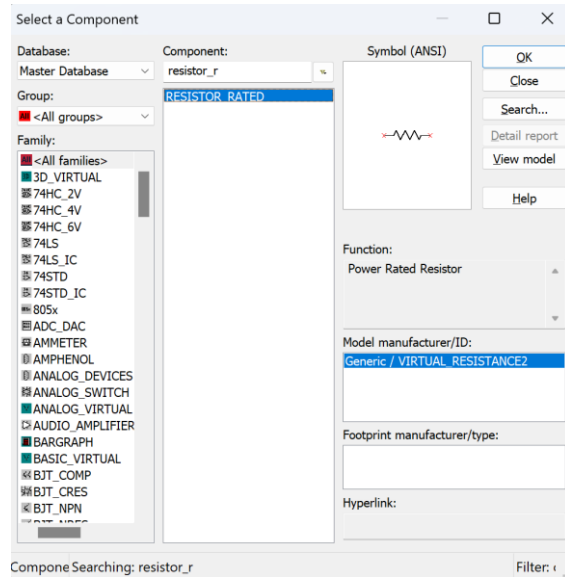 Select a Component
Database:
Master Database
Group:
<All groups>
Family:
<All families>
3D_VIRTUAL
74HC_2V
74HC_4V
74HC_6V
74LS
74LS_IC
74STD
74STD_IC
805x
ADC_DAC
AMMETER
AMPHENOL
ANALOG_DEVICES
ANALOG_SWITCH
ANALOG_VIRTUAL
AUDIO_AMPLIFIER
BARGRAPH
BASIC_VIRTUAL
BJT_COMP
BJT_CRES
BJT_NPN
Component:
resistor_r
RESISTOR_RATED
Symbol (ANSI)
Function:
Power Rated Resistor
Model manufacturer/ID:
Generic / VIRTUAL_RESISTANCE2
Footprint manufacturer/type:
Hyperlink:
OK
Close
Search...
Detail report
View model
Help
Compone Searching: resistor_r
Filter: